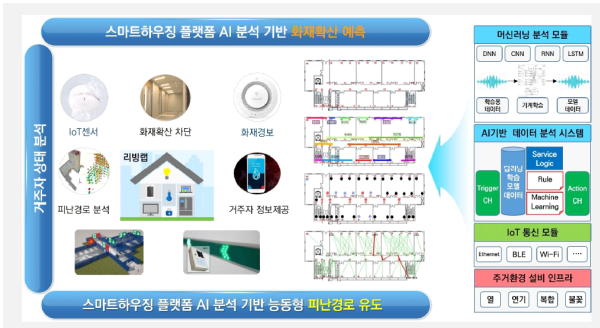 스마트하우징 플랫폼 AI 분석 기반 화재확산 예측
거주자 상태 분석
IoT센서
화재확산 차단
화재경보
피난경로 분석
리빙랩
거주자 정보제공
스마트하우징 플랫폼 AI 분석 기반 능동형 피난경로 유도
머신러닝 분석 모듈
DNN CNN RNN LSTM
학습용 데이터
기계학습
모델 데이터
AI기반 데이터 분석 시스템
Trigger CH
딥러닝 학습 모델 데이터
Service Logic
Rule
Machine Learning
Action CH
IoT 통신 모듈
Ethernet BLE Wi-Fi ....
주거환경 설비 인프라
열 연기 복합 불꽃